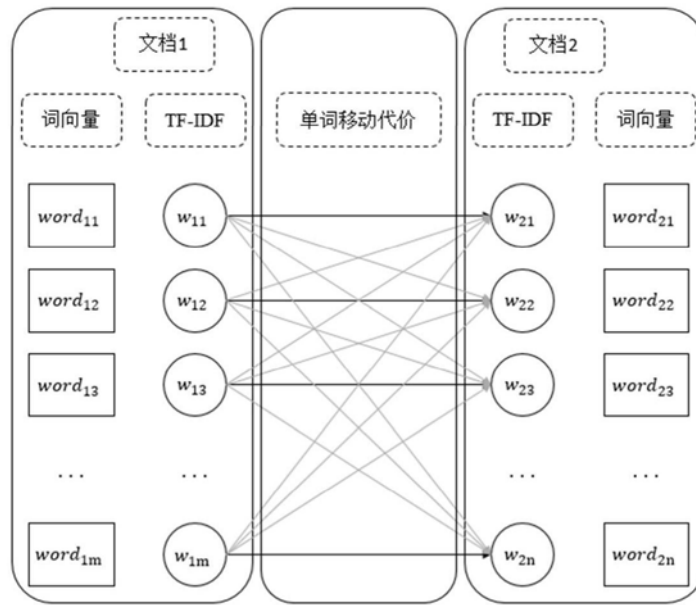 文档1
文档2
词向量
TF-IDF
单词移动代价
TF-IDF
词向量
word₁₁
w₁₁
w₂₁
word₂₁
word₁₂
w₁₂
w₂₂
word₂₂
word₁₃
w₁₃
w₂₃
word₂₃
...
...
...
...
word₁ₘ
w₁ₘ
w₂ₙ
word₂ₙ